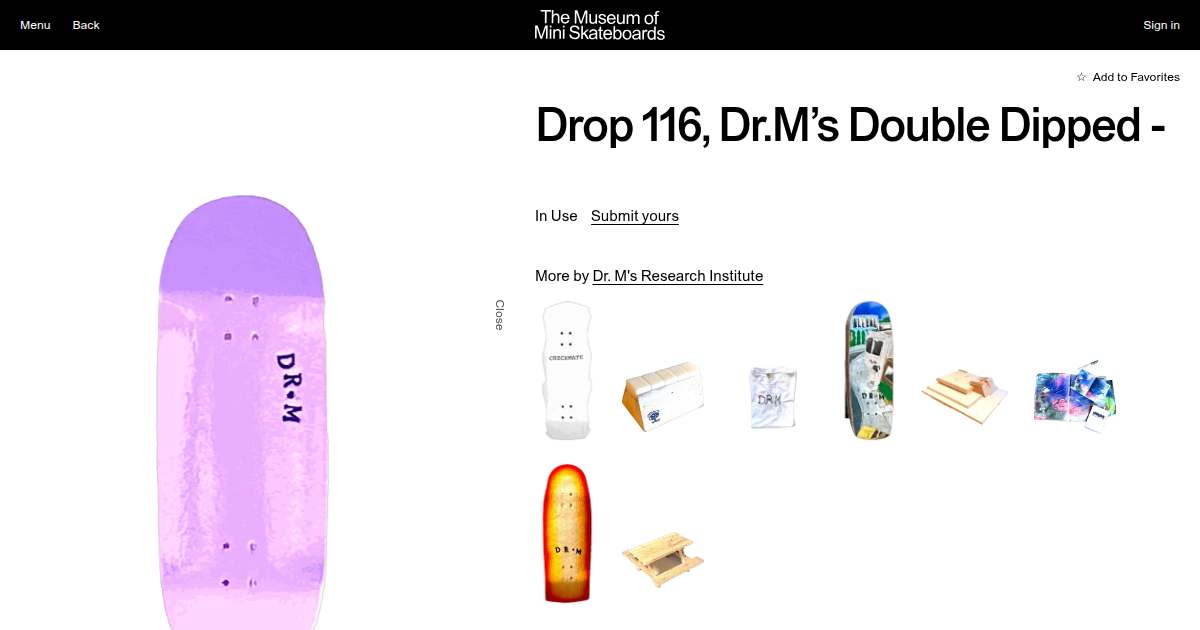 Menu
Back
The Museum of
Mini Skateboards
Sign in
☆ Add to Favorites
Drop 116, Dr.M’s Double Dipped -
In Use Submit yours
More by Dr. M's Research Institute
Close
DR•M
CHECKMATE
DR.M
DR•M
DR•M